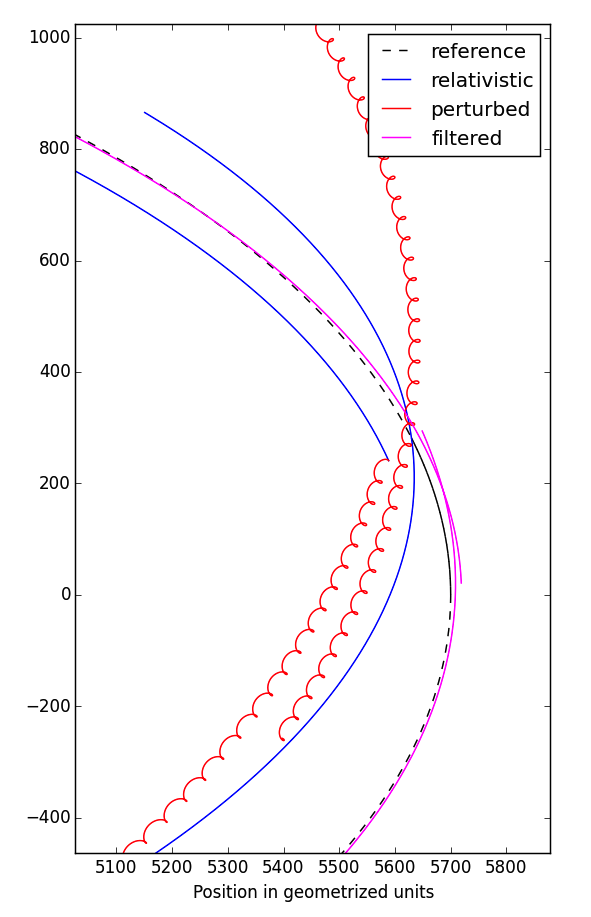 1000
reference
relativistic
perturbed
filtered
800
600
400
200
0
−200
−400
5100 5200 5300 5400 5500 5600 5700 5800
Position in geometrized units